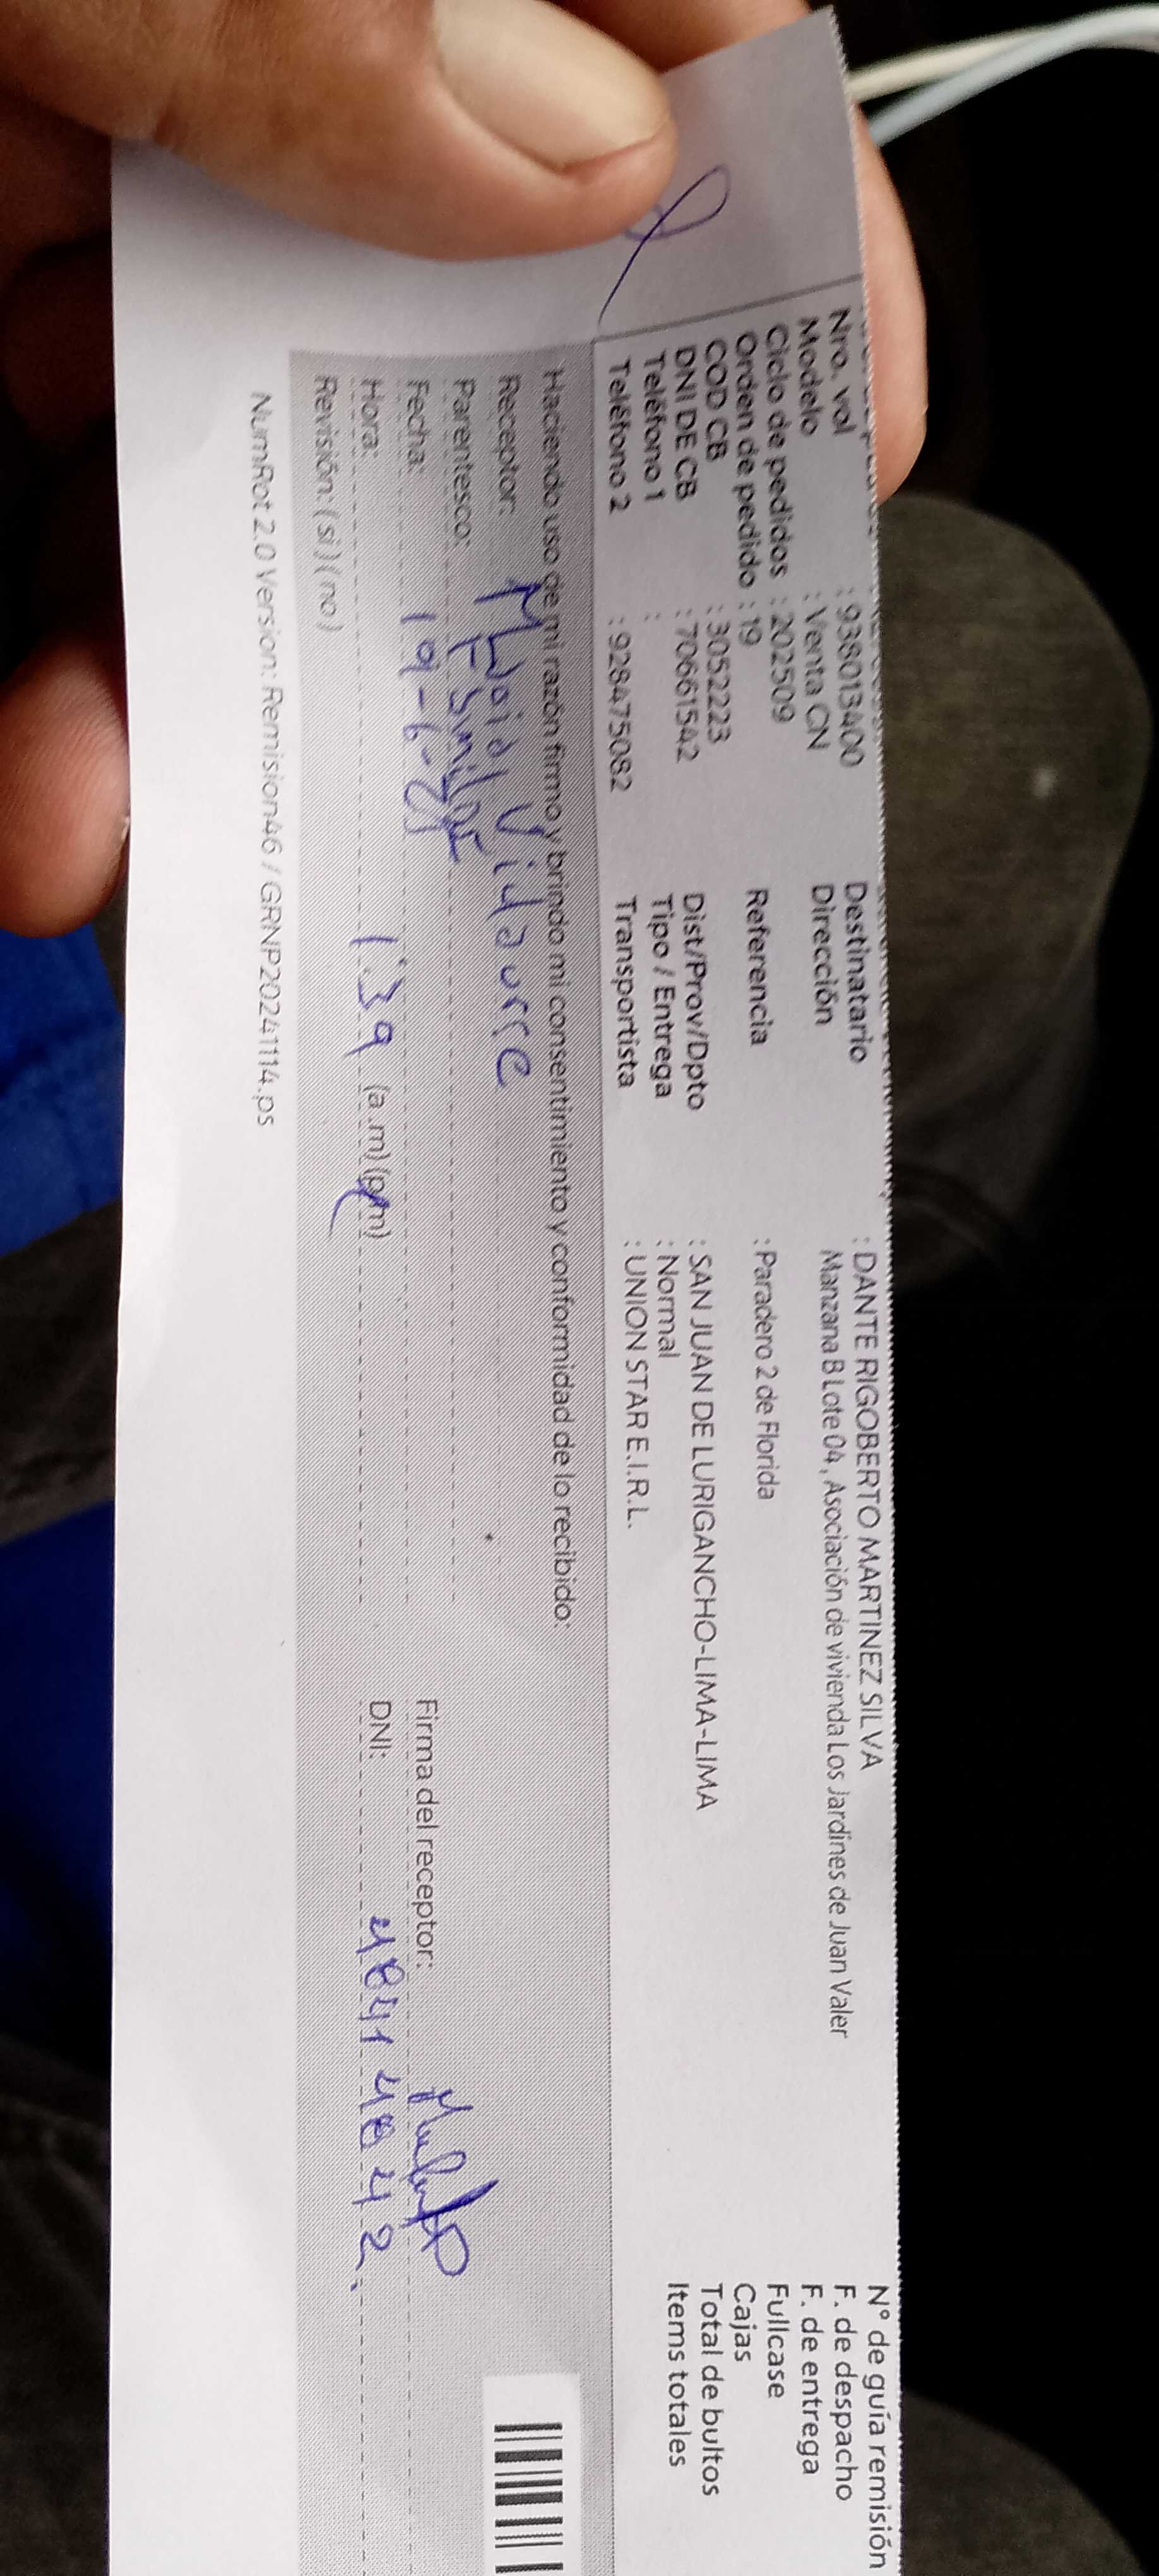 Nro. vol : 938013400
Modelo : Venta CN
Ciclo de pedidos : 202509
Orden de pedido : 19
COD CB : 3052223
DNI DE CB : 70661542
Teléfono 1 :
Teléfono 2 : 928475082
Destinatario : DANTE RIGOBERTO MARTINEZ SILVA
Dirección Manzana B Lote 04, Asociación de vivienda Los Jardines de Juan Valer
Referencia : Paradero 2 de Florida
Dist/Prov/Dpto : SAN JUAN DE LURIGANCHO-LIMA-LIMA
Tipo / Entrega : Normal
Transportista : UNION STAR E.I.R.L.
N° de guía remisión
F. de despacho
F. de entrega
Fullcase
Cajas
Total de bultos
Items totales
Haciendo uso de mi razón firmo y brindo mi consentimiento y conformidad de lo recibido:
Receptor: Vidaurre
Parentesco:
Fecha: 19-6-25
Hora: 1:39 (a.m) (p.m)
Revisión: (si) (no)
Firma del receptor:
DNI: 48414842
NumRot 2.0 Version: Remision46 / GRNP20241114.ps